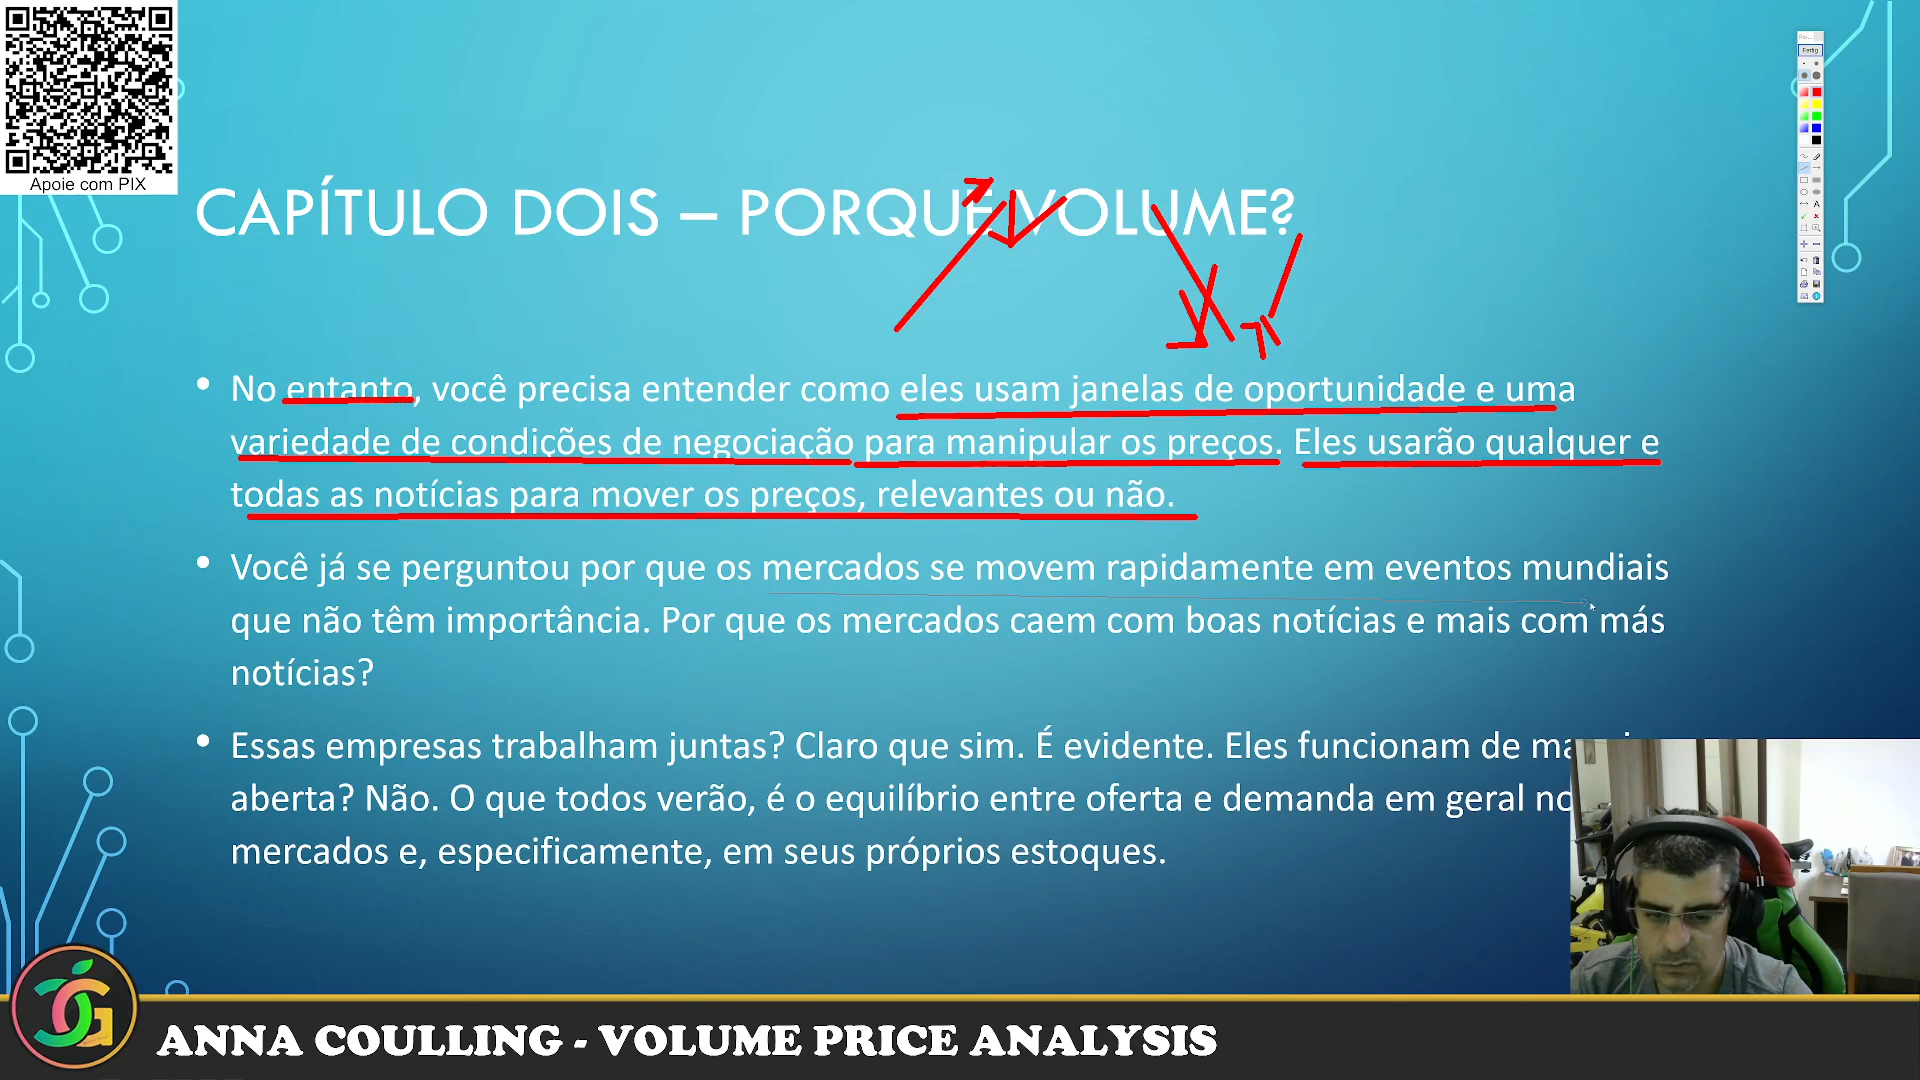 Apoie com PIX
Fertig
CAPÍTULO DOIS – PORQUE VOLUME?
• No entanto, você precisa entender como eles usam janelas de oportunidade e uma
variedade de condições de negociação para manipular os preços. Eles usarão qualquer e
todas as notícias para mover os preços, relevantes ou não.
• Você já se perguntou por que os mercados se movem rapidamente em eventos mundiais
que não têm importância. Por que os mercados caem com boas notícias e mais com más
notícias?
• Essas empresas trabalham juntas? Claro que sim. É evidente. Eles funcionam de
aberta? Não. O que todos verão, é o equilíbrio entre oferta e demanda em geral
mercados e, especificamente, em seus próprios estoques.
ANNA COULLING - VOLUME PRICE ANALYSIS